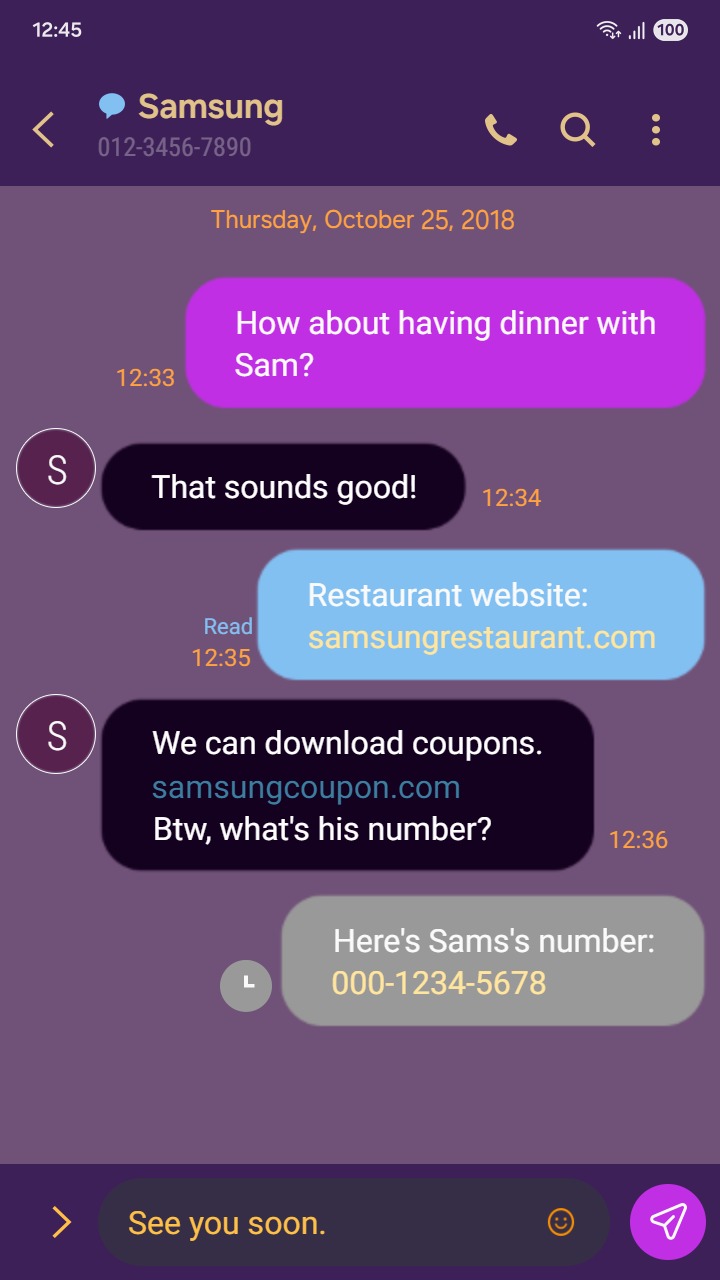 12:45
100
Samsung
012-3456-7890
Thursday, October 25, 2018
How about having dinner with
Sam?
12:33
S
That sounds good!
12:34
Restaurant website:
samsungrestaurant.com
Read
12:35
S
We can download coupons.
samsungcoupon.com
Btw, what's his number?
12:36
Here's Sams's number:
000-1234-5678
See you soon.